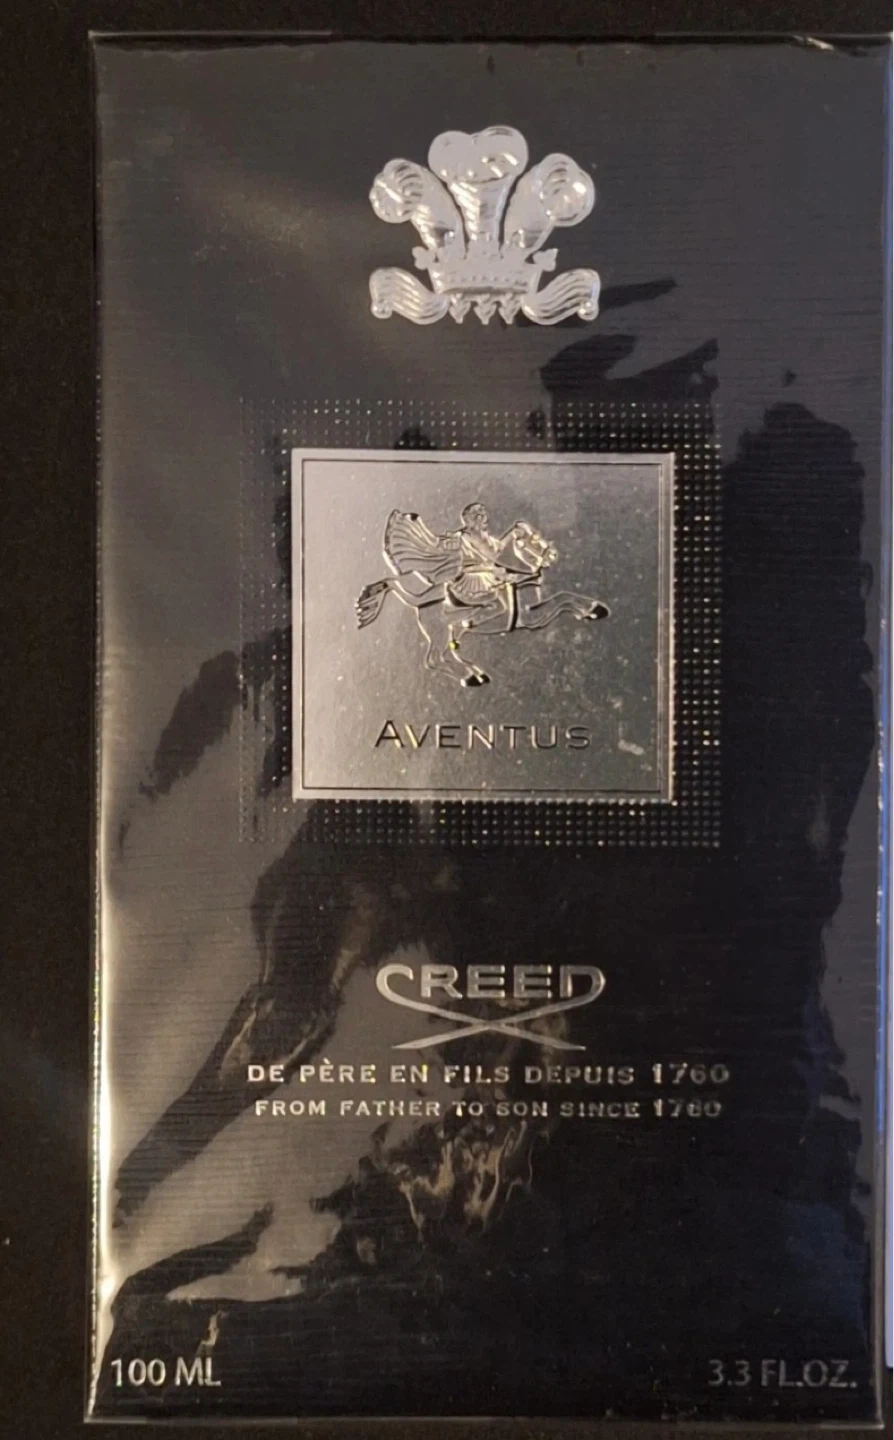 AVENTUS
CREED
DE PÈRE EN FILS DEPUIS 1760
FROM FATHER TO SON SINCE 1760
100 ML
3.3 FL.OZ.